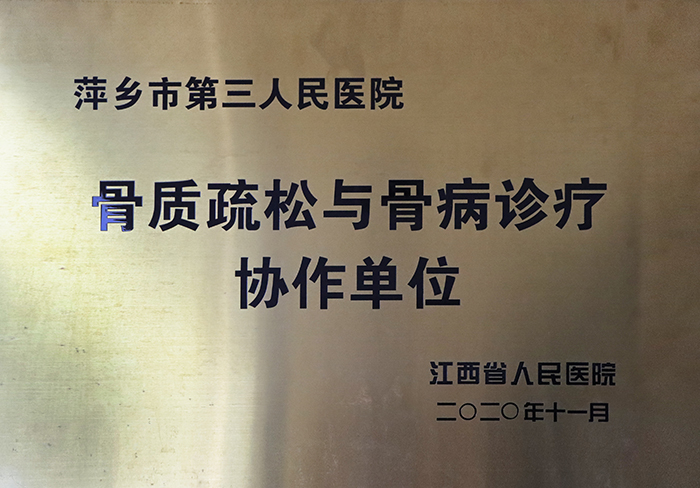 萍乡市第三人民医院
骨质疏松与骨病诊疗
协作单位
江西省人民医院
二〇二〇年十一月